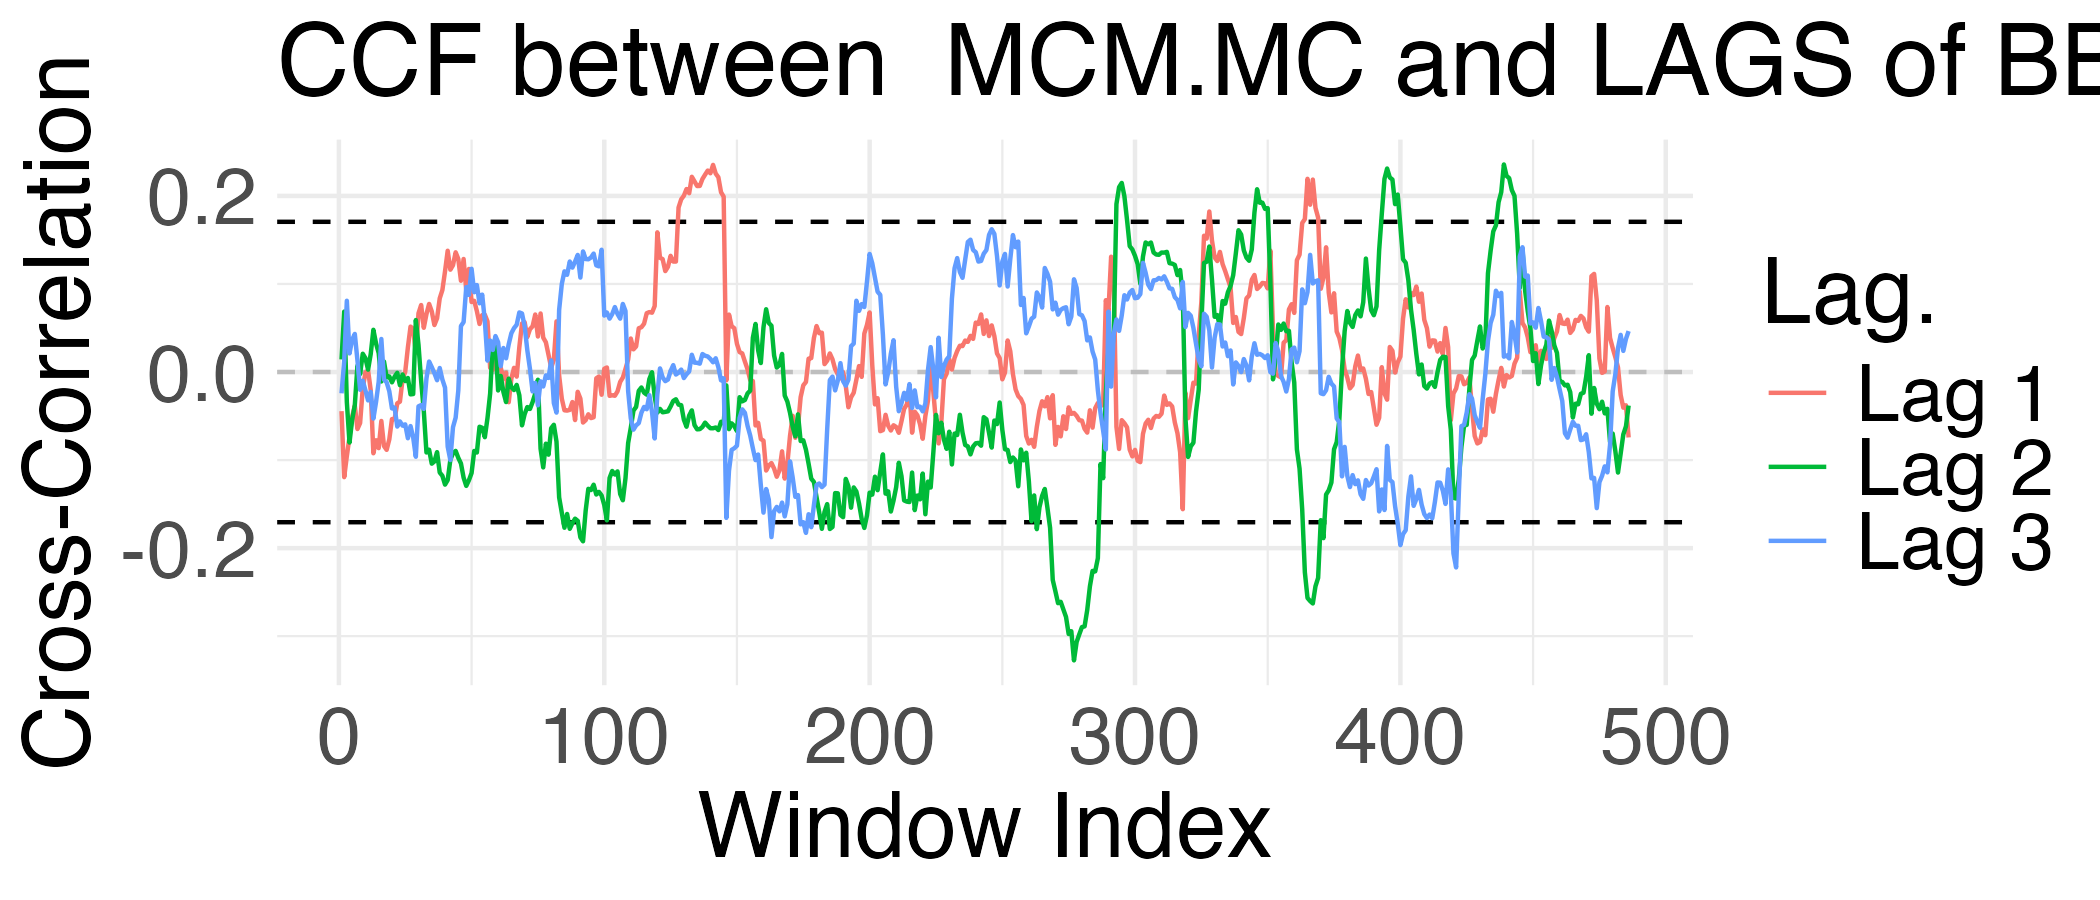 CCF between  MCM.MC and LAGS of BE
Cross-Correlation
0.2
0.0
-0.2
0
100
200
300
400
500
Window Index
Lag.
Lag 1
Lag 2
Lag 3